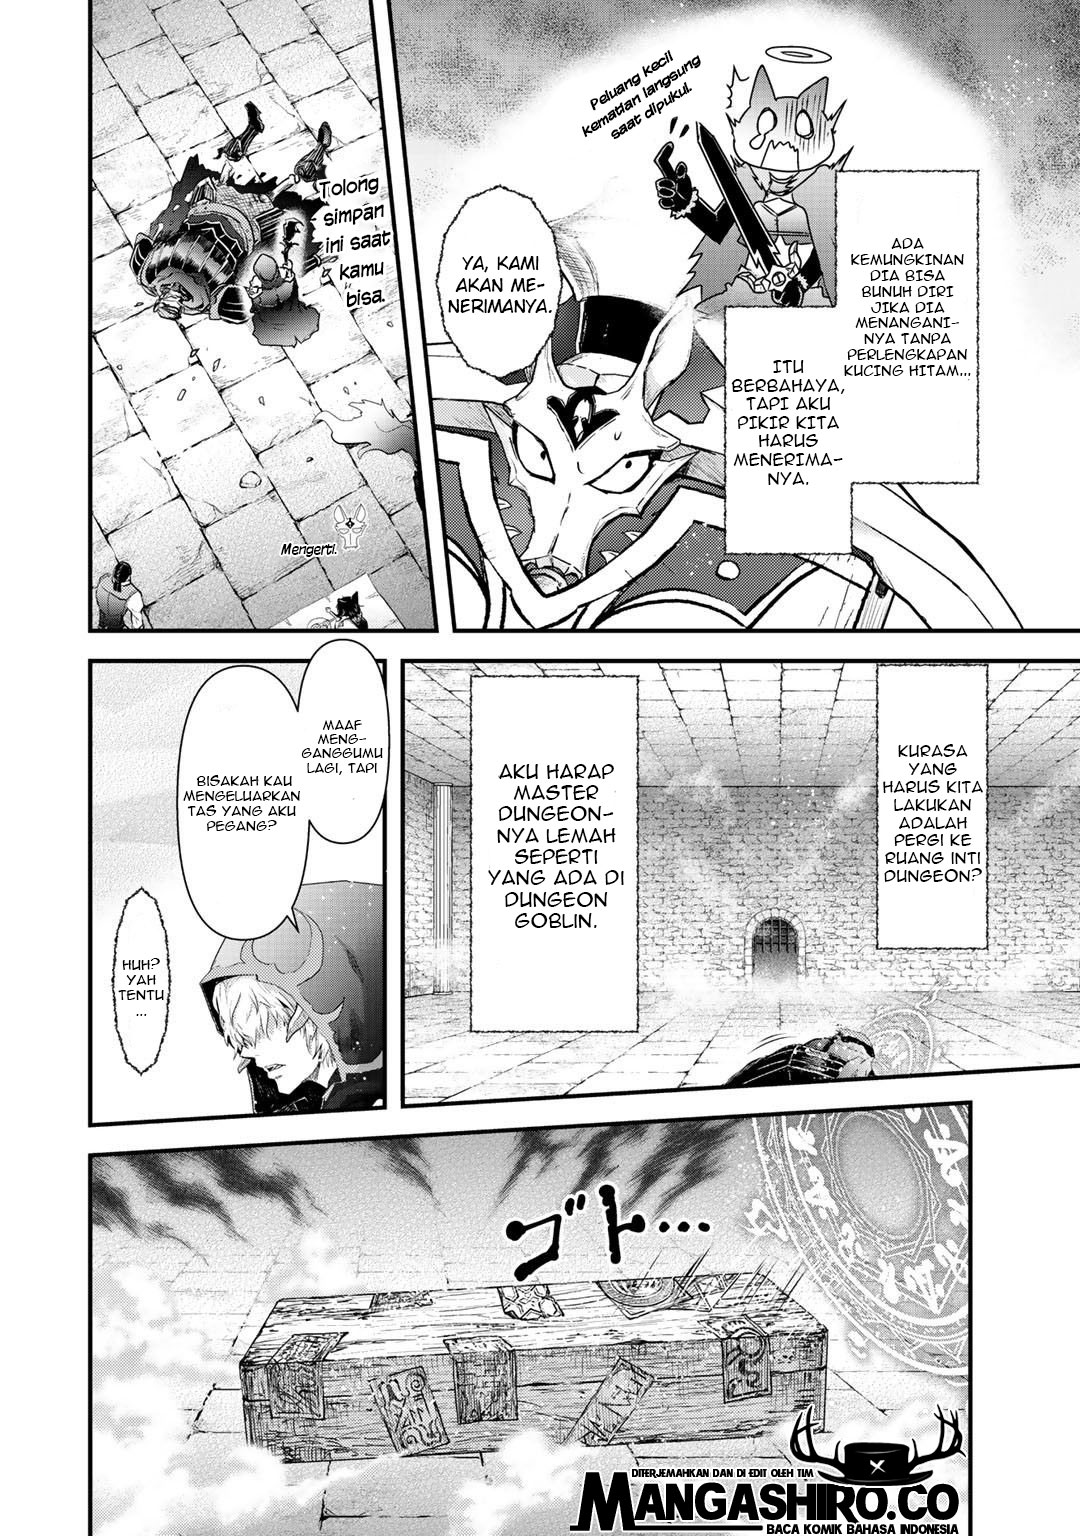 Peluang kecil
kematian langsung
saat dipukul.
ADA
KEMUNGKINAN
DIA BISA
BUNUH DIRI
JIKA DIA
MENANGANI-
NYA TANPA
PERLENGKAPAN
KUCING HITAM...
ITU
BERBAHAYA,
TAPI AKU
PIKIR KITA
HARUS
MENERIMA-
NYA.
YA, KAMI
AKAN ME-
NERIMANYA.
Tolong
simpan
ini saat
kamu
bisa.
Mengerti.
KURASA
YANG
HARUS KITA
LAKUKAN
ADALAH
PERGI KE
RUANG INTI
DUNGEON?
AKU HARAP
MASTER
DUNGEON-
NYA LEMAH
SEPERTI
YANG ADA DI
DUNGEON
GOBLIN.
MAAF
MENG-
GANGGUMU
LAGI, TAPI
BISAKAH KAU
MENGELUARKAN
TAS YANG AKU
PEGANG?
HUH?
YAH
TENTU
...
ゴト...
DITERJEMAHKAN DAN DI EDIT OLEH TIM
MANGASHIRO.CO
BACA KOMIK BAHASA INDONESIA